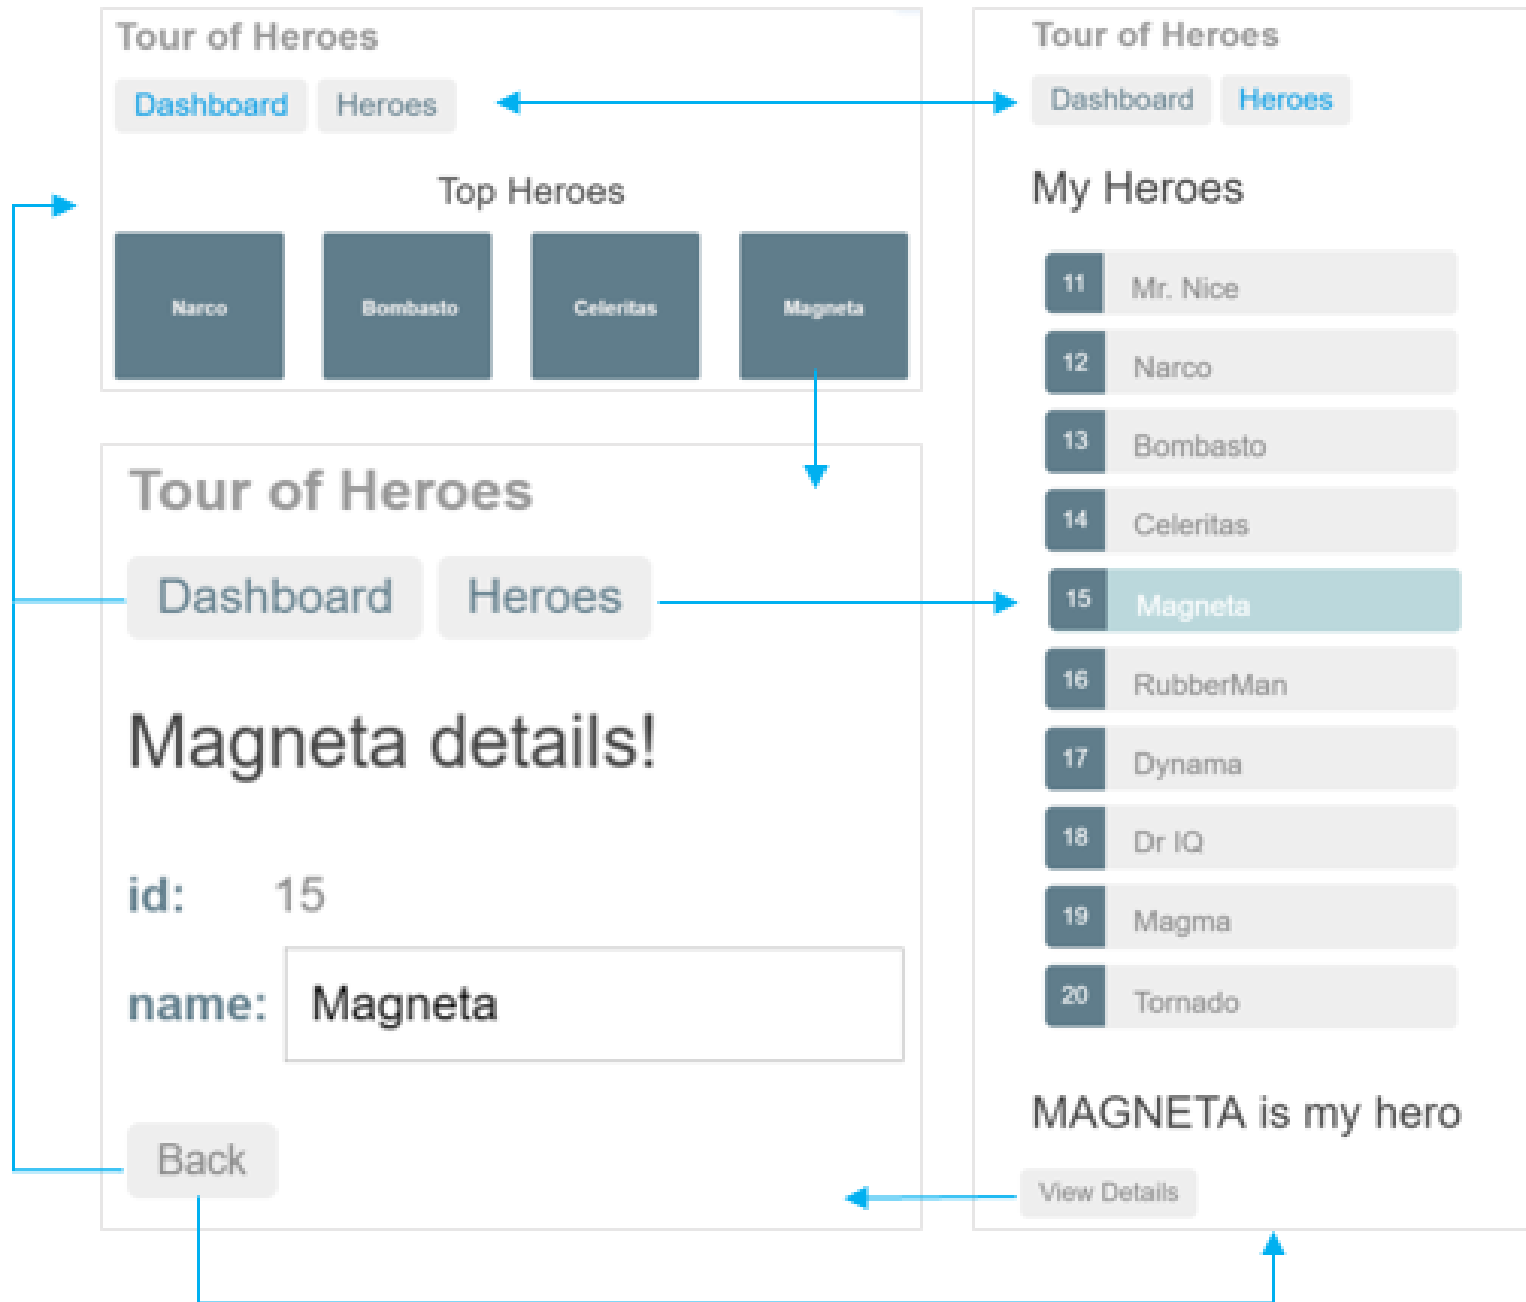 Tour of Heroes
Dashboard Heroes
Top Heroes
Narco Bombasto Celeritas Magneta
Tour of Heroes
Dashboard Heroes
Magneta details!
id: 15
name: Magneta
Back
Tour of Heroes
Dashboard Heroes
My Heroes
11 Mr. Nice
12 Narco
13 Bombasto
14 Celeritas
15 Magneta
16 RubberMan
17 Dynama
18 Dr IQ
19 Magma
20 Tornado
MAGNETA is my hero
View Details